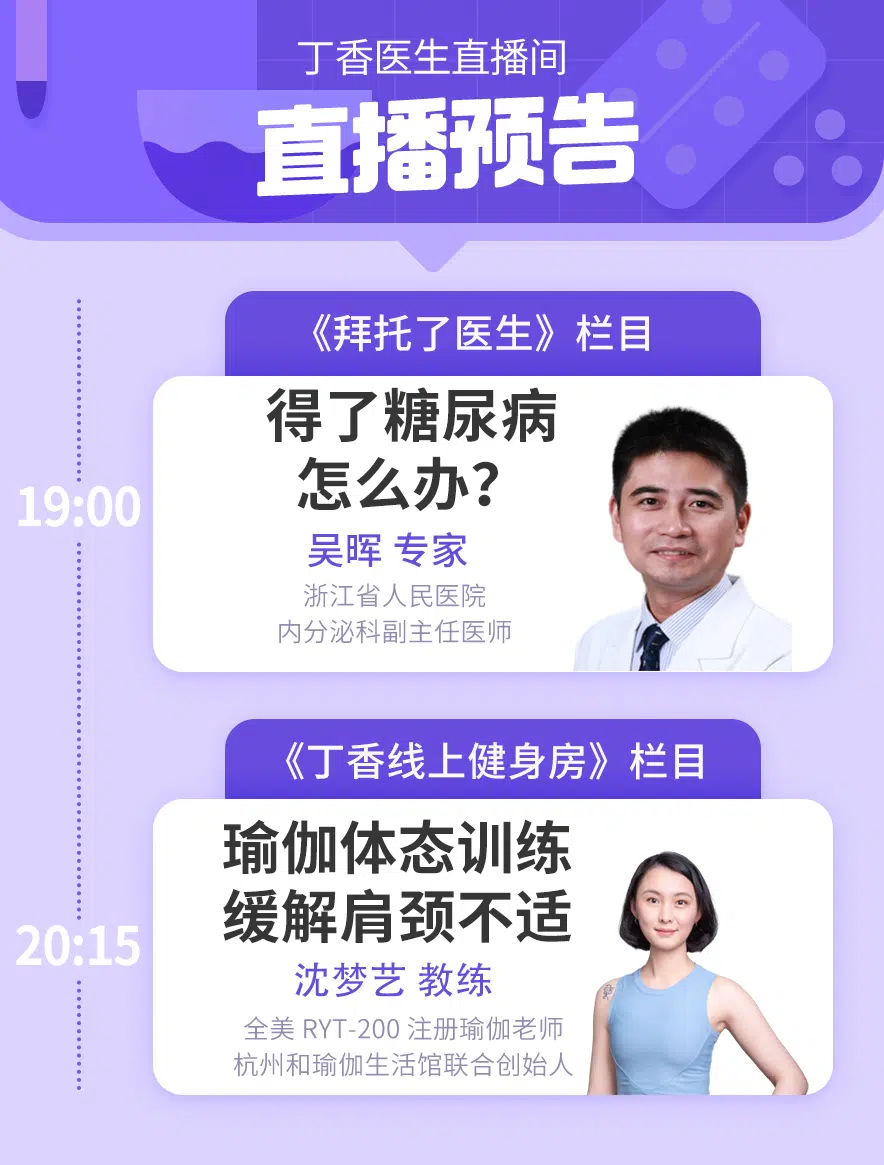 丁香医生直播间
直播预告
《拜托了医生》栏目
19:00
得了糖尿病
怎么办？
吴晖 专家
浙江省人民医院
内分泌科副主任医师
《丁香线上健身房》栏目
20:15
瑜伽体态训练
缓解肩颈不适
沈梦艺 教练
全美 RYT-200 注册瑜伽老师
杭州和瑜伽生活馆联合创始人